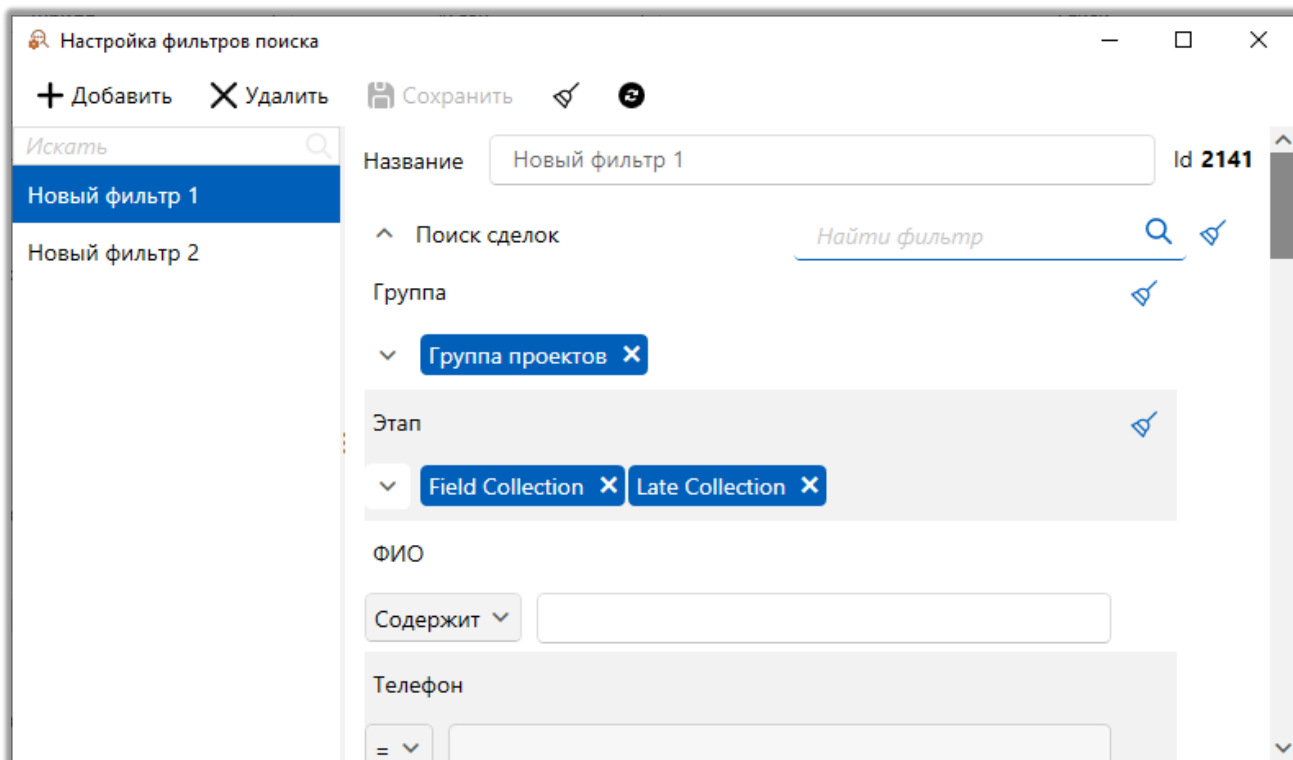 Настройка фильтров поиска
Добавить Удалить Сохранить
Искать
Новый фильтр 1
Новый фильтр 2
Название Новый фильтр 1 Id 2141
Поиск сделок Найти фильтр
Группа
Группа проектов
Этап
Field Collection Late Collection
ФИО
Содержит
Телефон
=